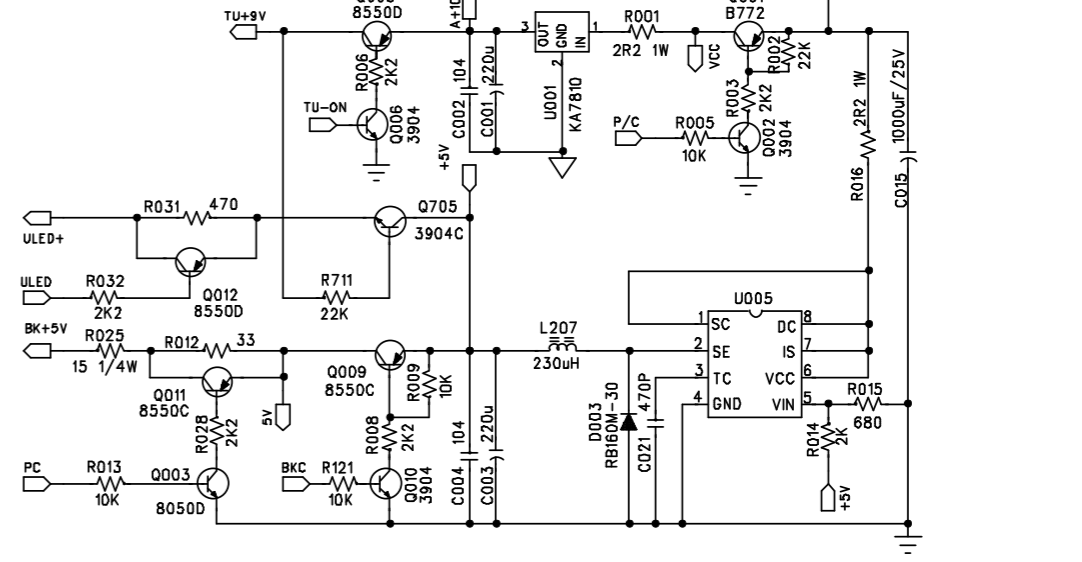 TU+9V
8550D
A+10
R006
2K2
TU-ON
Q006
3904
C002
104
C001
220u
3
OUT
GND
IN
1
2
U001
KA7810
R001
2R2 1W
VCC
B772
R002
22K
R003
2K2
P/C
R005
10K
Q002
3904
R016
2R2 1W
C015
1000uF/25V
+5V
R031
470
ULED+
Q705
3904C
ULED
R032
2K2
Q012
8550D
R711
22K
BK+5V
R025
15 1/4W
R012
33
Q011
8550C
R028
2K2
5V
Q009
8550C
R009
10K
R008
2K2
PC
R013
10K
Q003
8050D
BKC
R121
10K
Q010
3904
C004
104
C003
220u
L207
230uH
D003
RB160M-30
C021
470P
U005
1
SC
DC
8
2
SE
IS
7
3
TC
VCC
6
4
GND
VIN
5
R015
680
R014
2K
+5V